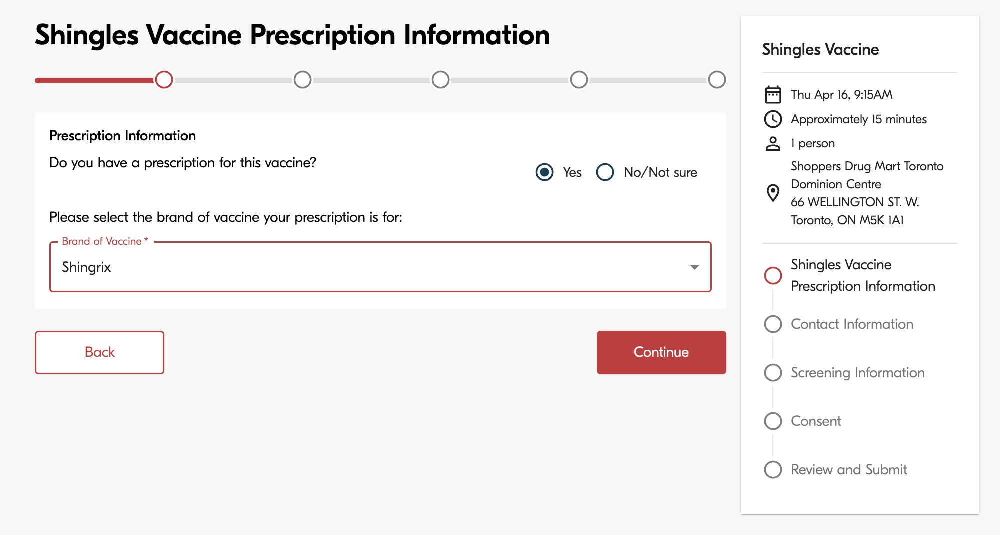 Shingles Vaccine Prescription Information
Prescription Information
Do you have a prescription for this vaccine?
Yes
No/Not sure
Please select the brand of vaccine your prescription is for:
Brand of Vaccine *
Shingrix
Back
Continue
Shingles Vaccine
Thu Apr 16, 9:15AM
Approximately 15 minutes
1 person
Shoppers Drug Mart Toronto
Dominion Centre
66 WELLINGTON ST. W.
Toronto, ON M5K 1A1
Shingles Vaccine
Prescription Information
Contact Information
Screening Information
Consent
Review and Submit